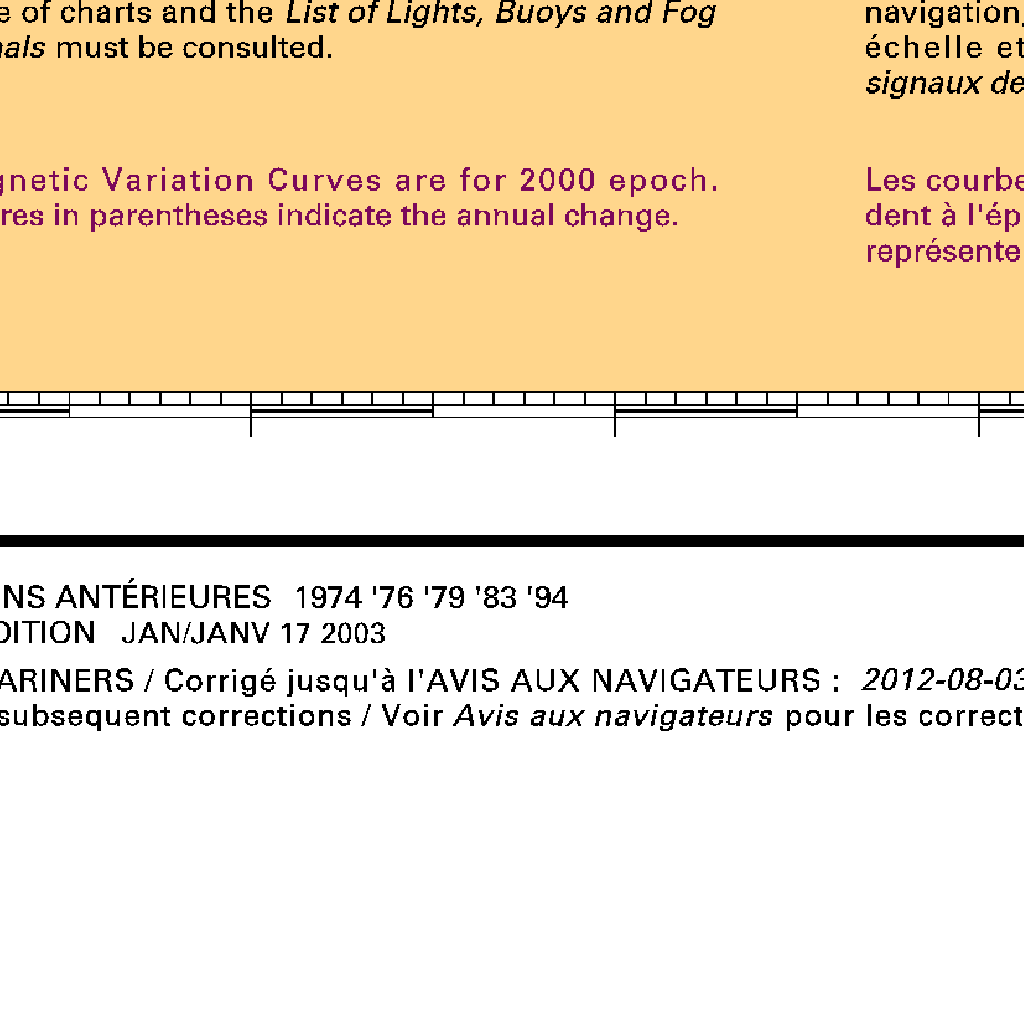 e of charts and the List of Lights, Buoys and Fog
nals must be consulted.
gnetic Variation Curves are for 2000 epoch.
res in parentheses indicate the annual change.
navigation,
échelle et
signaux de
Les courbe
dent à l'ép
représente
NS ANTÉRIEURES 1974 '76 '79 '83 '94
DITION JAN/JANV 17 2003
ARINERS / Corrigé jusqu'à l'AVIS AUX NAVIGATEURS : 2012-08-03
subsequent corrections / Voir Avis aux navigateurs pour les correct